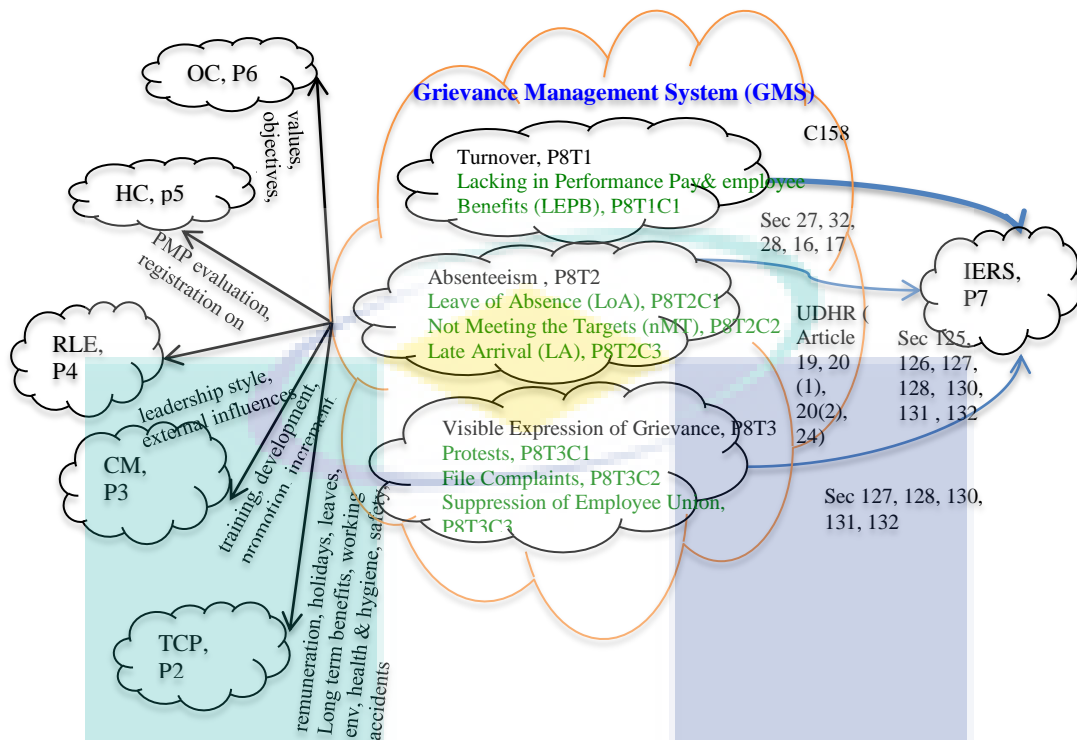 Grievance Management System (GMS)
OC, P6
values,
objectives,
HC, p5
PMP evaluation,
registration on
RLE,
P4
leadership style,
external influences
CM,
P3
training, development,
promotion, increment
TCP,
P2
remuneration, holidays, leaves,
Long term benefits, working
env, health & hygiene, safety,
accidents
Turnover, P8T1
Lacking in Performance Pay& employee
Benefits (LEPB), P8T1C1
Absenteeism , P8T2
Leave of Absence (LoA), P8T2C1
Not Meeting the Targets (nMT), P8T2C2
Late Arrival (LA), P8T2C3
Visible Expression of Grievance, P8T3
Protests, P8T3C1
File Complaints, P8T3C2
Suppression of Employee Union,
P8T3C3
C158
Sec 27, 32,
28, 16, 17
UDHR (
Article
19, 20
(1),
20(2),
24)
IERS,
P7
Sec 125,
126, 127,
128, 130,
131 , 132
Sec 127, 128, 130,
131, 132